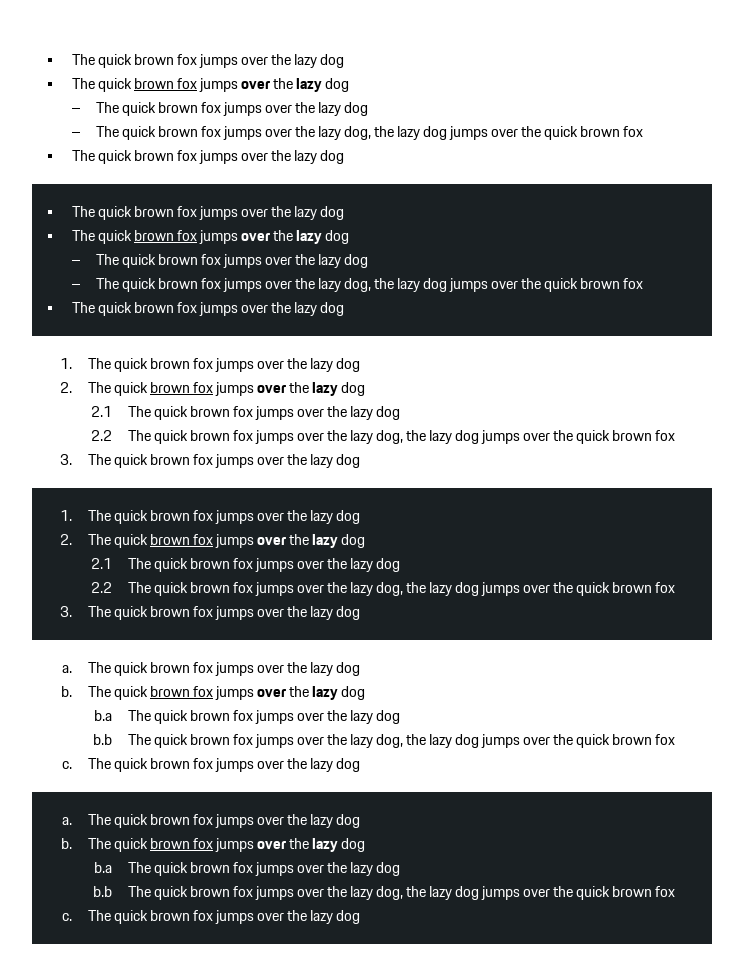 ▪ The quick brown fox jumps over the lazy dog
▪ The quick brown fox jumps over the lazy dog
– The quick brown fox jumps over the lazy dog
– The quick brown fox jumps over the lazy dog, the lazy dog jumps over the quick brown fox
▪ The quick brown fox jumps over the lazy dog
▪ The quick brown fox jumps over the lazy dog
▪ The quick brown fox jumps over the lazy dog
– The quick brown fox jumps over the lazy dog
– The quick brown fox jumps over the lazy dog, the lazy dog jumps over the quick brown fox
▪ The quick brown fox jumps over the lazy dog
1. The quick brown fox jumps over the lazy dog
2. The quick brown fox jumps over the lazy dog
2.1 The quick brown fox jumps over the lazy dog
2.2 The quick brown fox jumps over the lazy dog, the lazy dog jumps over the quick brown fox
3. The quick brown fox jumps over the lazy dog
1. The quick brown fox jumps over the lazy dog
2. The quick brown fox jumps over the lazy dog
2.1 The quick brown fox jumps over the lazy dog
2.2 The quick brown fox jumps over the lazy dog, the lazy dog jumps over the quick brown fox
3. The quick brown fox jumps over the lazy dog
a. The quick brown fox jumps over the lazy dog
b. The quick brown fox jumps over the lazy dog
b.a The quick brown fox jumps over the lazy dog
b.b The quick brown fox jumps over the lazy dog, the lazy dog jumps over the quick brown fox
c. The quick brown fox jumps over the lazy dog
a. The quick brown fox jumps over the lazy dog
b. The quick brown fox jumps over the lazy dog
b.a The quick brown fox jumps over the lazy dog
b.b The quick brown fox jumps over the lazy dog, the lazy dog jumps over the quick brown fox
c. The quick brown fox jumps over the lazy dog